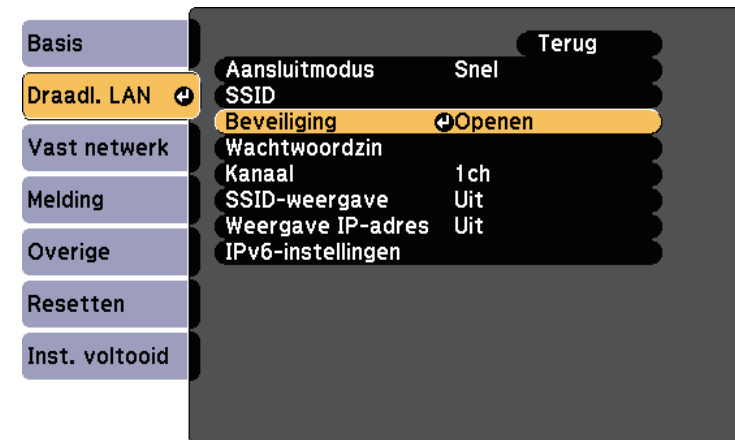 Basis
Draadl. LAN
Vast netwerk
Melding
Overige
Resetten
Inst. voltooid
Terug
Aansluitmodus Snel
SSID
Beveiliging Openen
Wachtwoordzin
Kanaal 1ch
SSID-weergave Uit
Weergave IP-adres Uit
IPv6-instellingen